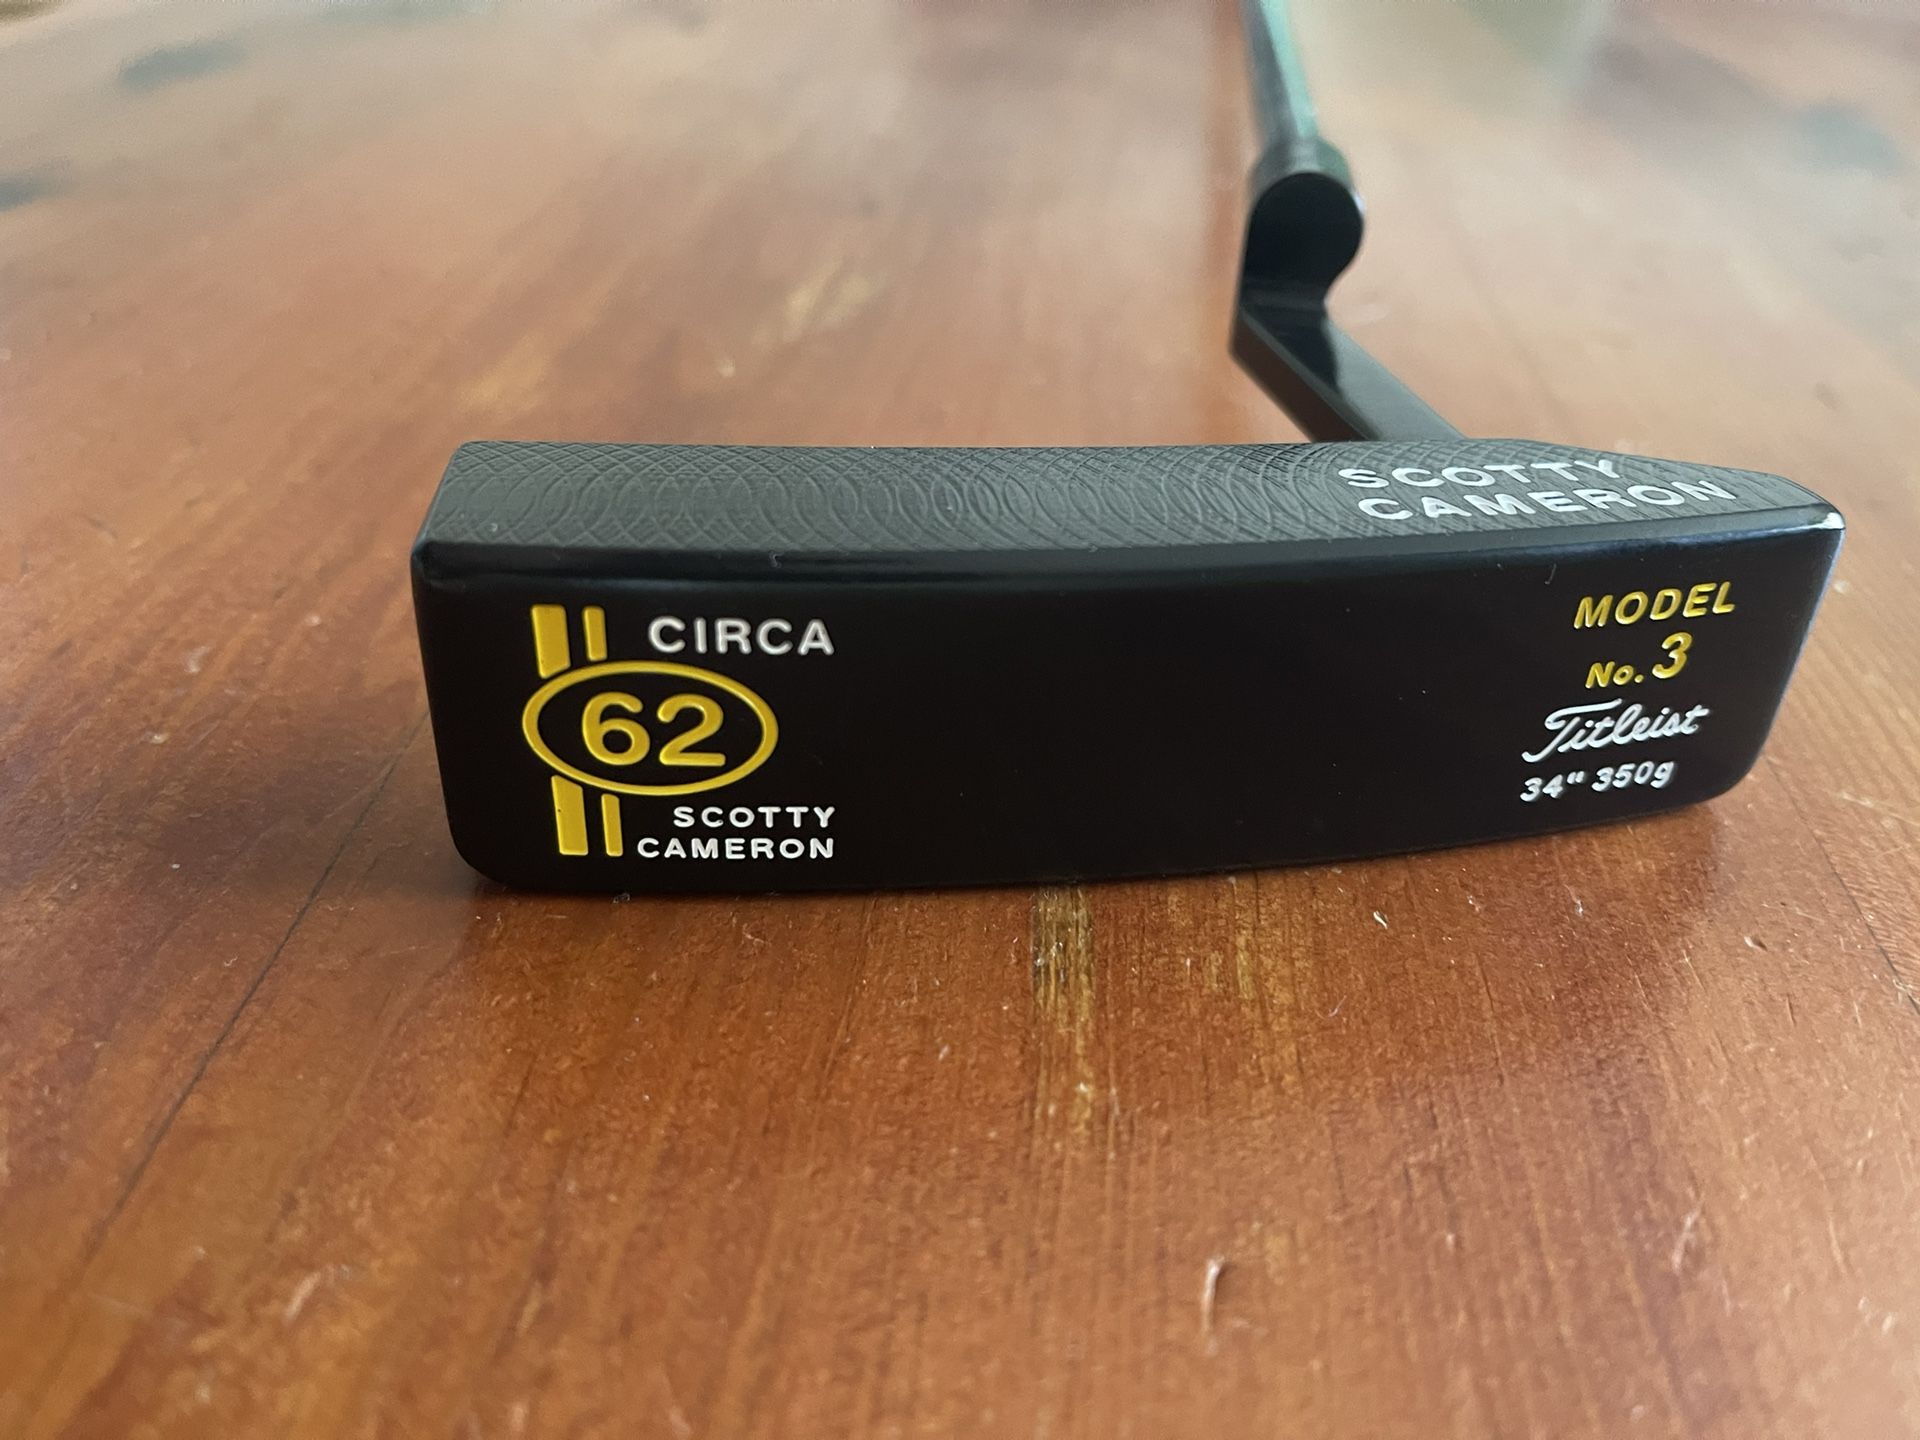 SCOTTY
CAMERON
CIRCA
62
SCOTTY
CAMERON
MODEL
No. 3
Titleist
34" 350g